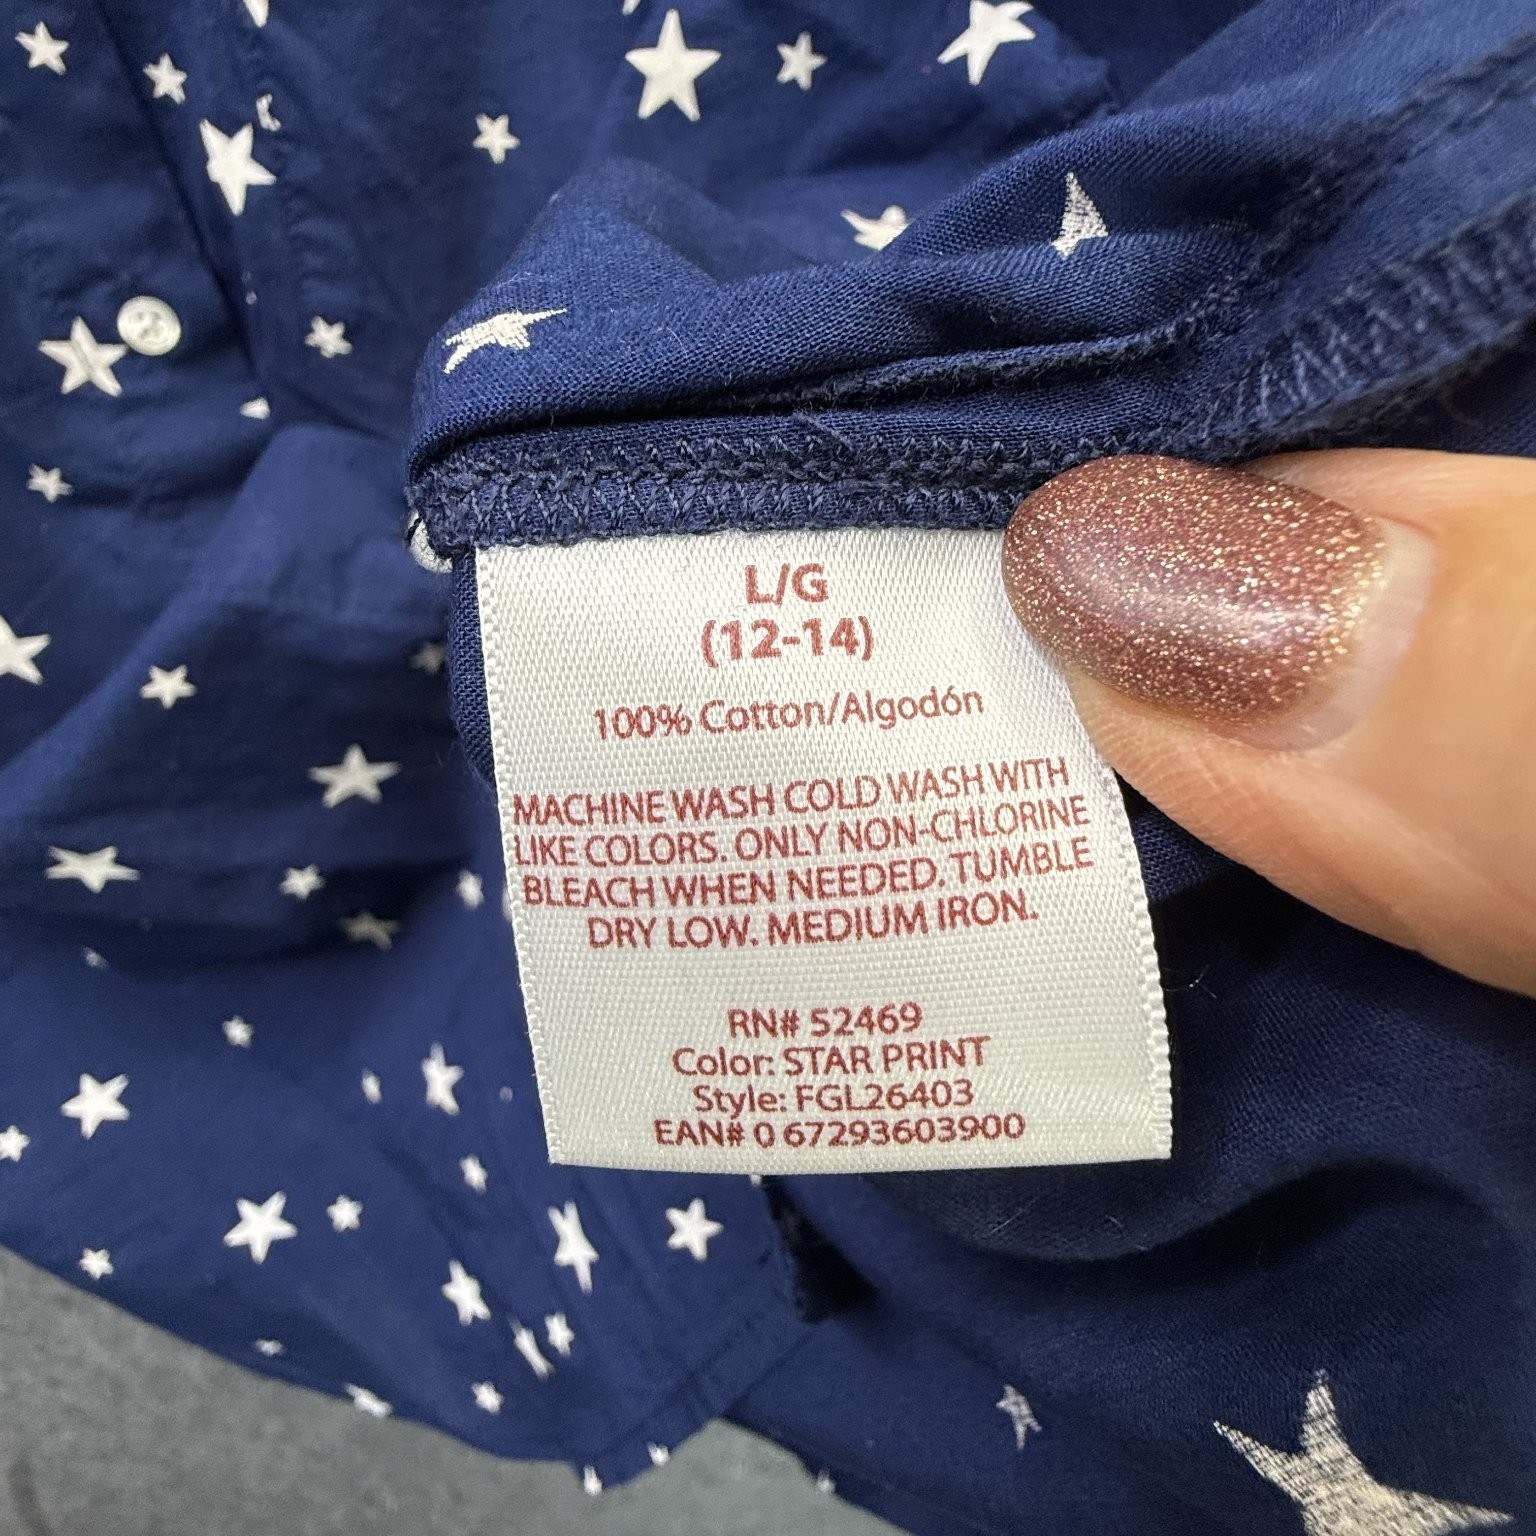 L/G
(12-14)
100% Cotton/Algodón
MACHINE WASH COLD WASH WITH
LIKE COLORS. ONLY NON-CHLORINE
BLEACH WHEN NEEDED. TUMBLE
DRY LOW. MEDIUM IRON.
RN# 52469
Color: STAR PRINT
Style: FGL26403
EAN# 0 67293603900